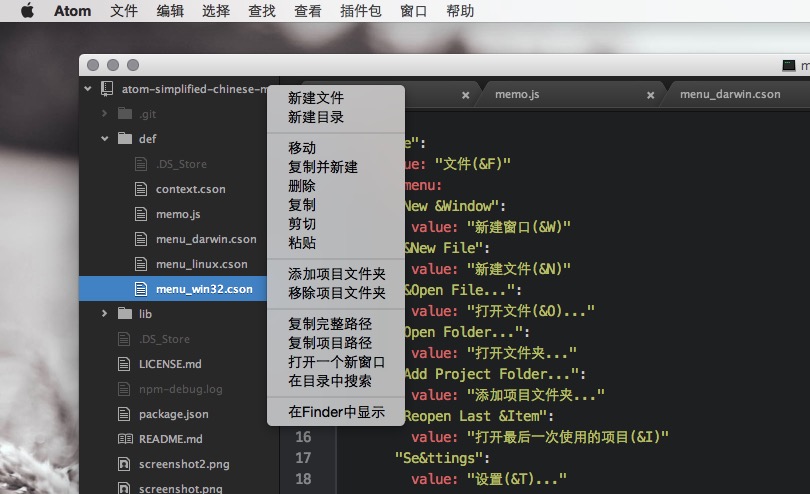 Atom 文件 编辑 选择 查找 查看 插件包 窗口 帮助
atom-simplified-chinese-m
.git
def
.DS_Store
context.cson
memo.js
menu_darwin.cson
menu_linux.cson
menu_win32.cson
lib
.DS_Store
LICENSE.md
npm-debug.log
package.json
README.md
screenshot2.png
screenshot.png
新建文件
新建目录
移动
复制并新建
删除
复制
剪切
粘贴
添加项目文件夹
移除项目文件夹
复制完整路径
复制项目路径
打开一个新窗口
在目录中搜索
在Finder中显示
memo.js
menu_darwin.cson
e":
ue: "文件(&F)"
menu:
New &Window":
value: "新建窗口(&W)"
&New File":
value: "新建文件(&N)"
&Open File...":
value: "打开文件(&O)..."
Open Folder...":
value: "打开文件夹..."
Add Project Folder...":
value: "添加项目文件夹..."
Reopen Last &Item":
16 value: "打开最后一次使用的项目(&I)"
17 "Se&ttings":
18 value: "设置(&T)..."